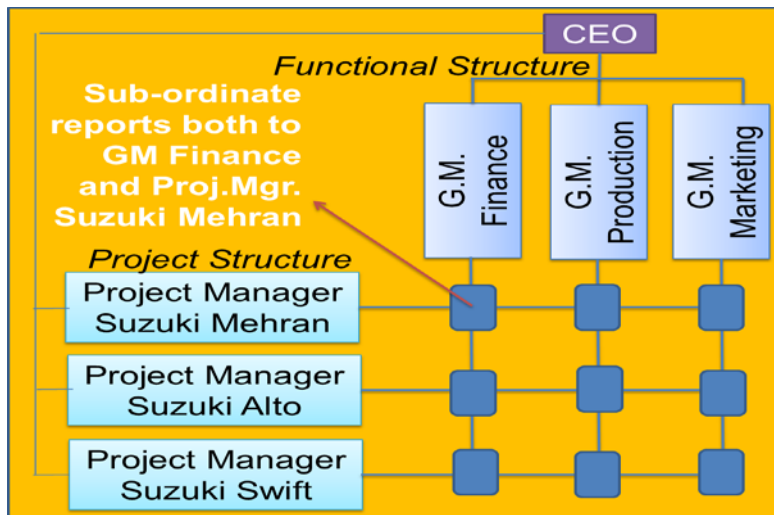 CEO
Functional Structure
Sub-ordinate
reports both to
GM Finance
and Proj.Mgr.
Suzuki Mehran
G.M.
Finance
G.M.
Production
G.M.
Marketing
Project Structure
Project Manager
Suzuki Mehran
Project Manager
Suzuki Alto
Project Manager
Suzuki Swift